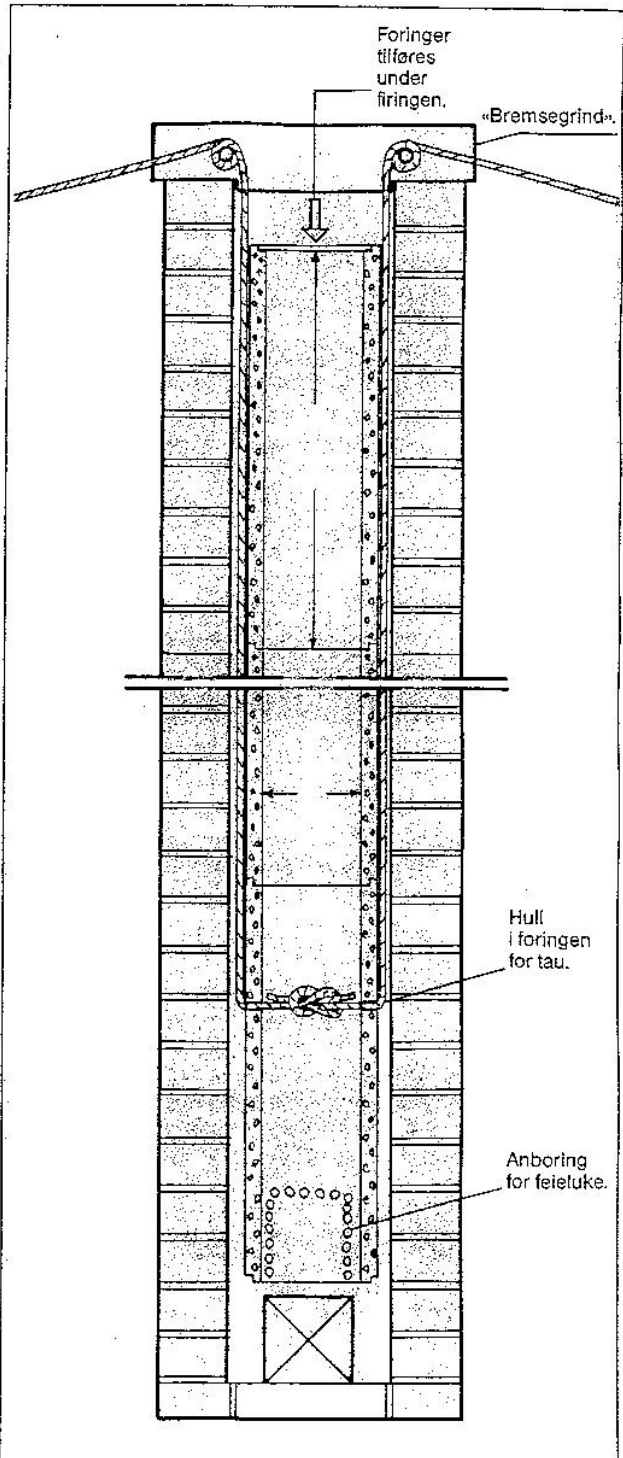 Foringer
tilføres
under
firingen.
«Bremsegrind».
Hull
i foringen
for tau.
Anboring
for feieluke.